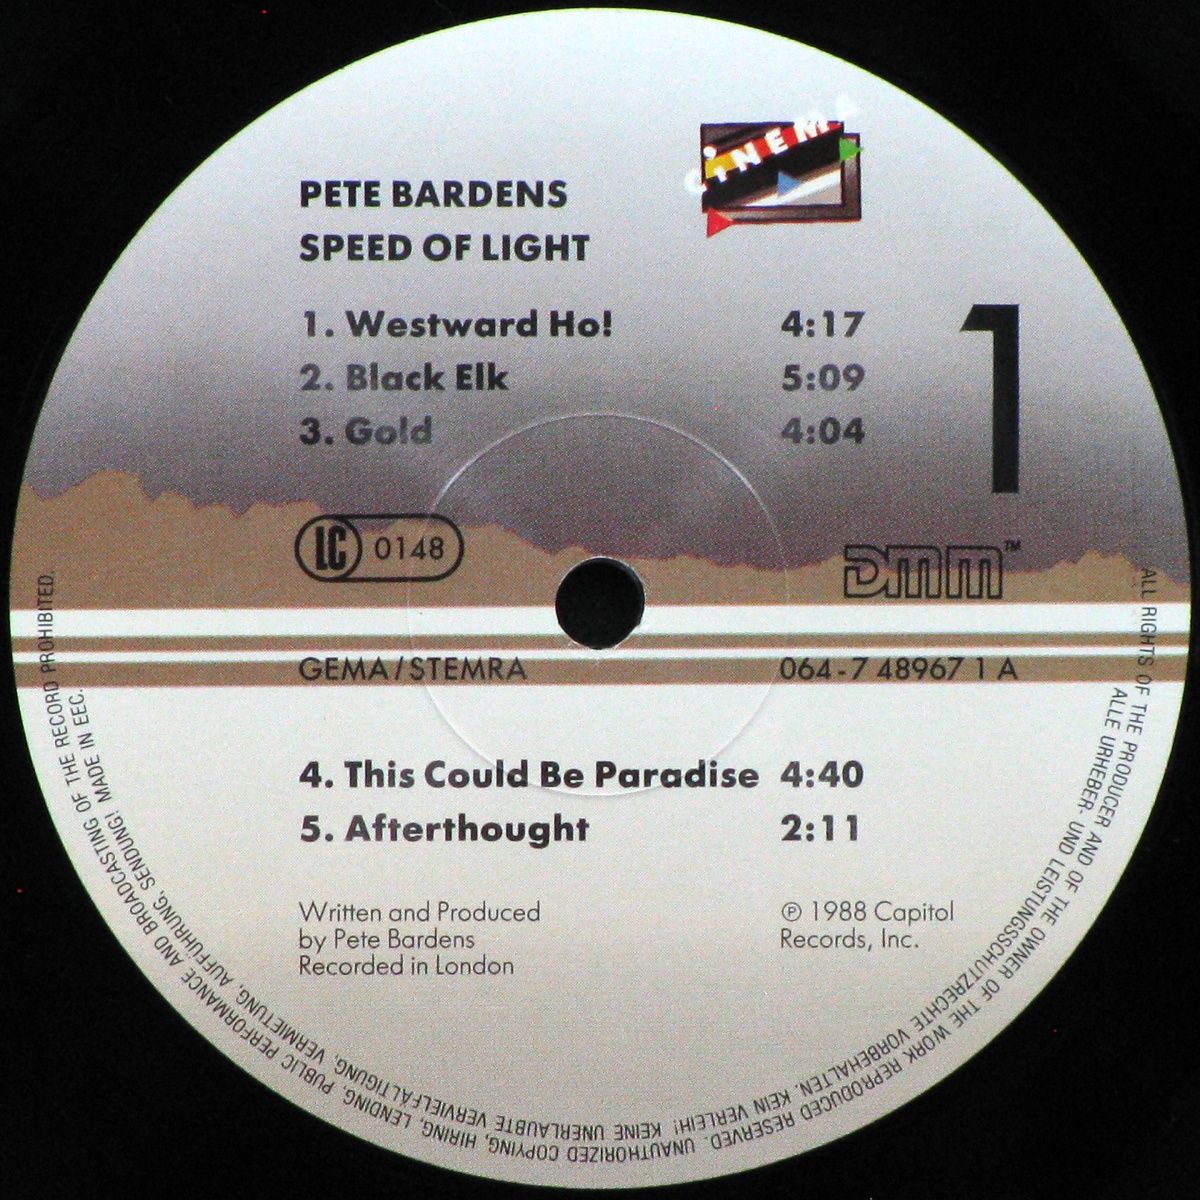 CINEMA
PETE BARDENS
SPEED OF LIGHT
1. Westward Ho! 4:17
2. Black Elk 5:09
3. Gold 4:04
1
LC 0148
DMM™
GEMA/STEMRA 064-7 48967 1 A
4. This Could Be Paradise 4:40
5. Afterthought 2:11
Written and Produced
by Pete Bardens
Recorded in London
℗ 1988 Capitol
Records, Inc.
ALL RIGHTS OF THE PRODUCER AND OF THE OWNER OF THE WORK REPRODUCED RESERVED. UNAUTHORIZED COPYING, HIRING, LENDING, PUBLIC PERFORMANCE AND BROADCASTING OF THE RECORD PROHIBITED.
ALLE URHEBER- UND LEISTUNGSSCHUTZRECHTE VORBEHALTEN. KEIN VERLEIH! KEINE UNERLAUBTE VERVIELFÄLTIGUNG, VERMIETUNG, AUFFÜHRUNG, SENDUNG! MADE IN EEC.